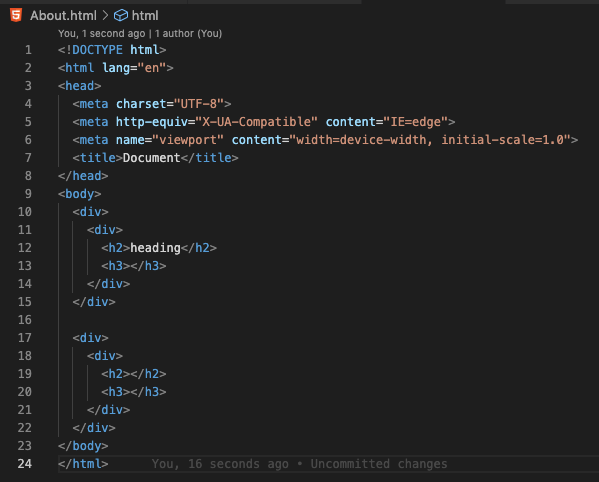 About.html > html
You, 1 second ago | 1 author (You)
1 <!DOCTYPE html>
2 <html lang="en">
3 <head>
4   <meta charset="UTF-8">
5   <meta http-equiv="X-UA-Compatible" content="IE=edge">
6   <meta name="viewport" content="width=device-width, initial-scale=1.0">
7   <title>Document</title>
8 </head>
9 <body>
10   <div>
11     <div>
12       <h2>heading</h2>
13       <h3></h3>
14     </div>
15   </div>
16
17   <div>
18     <div>
19       <h2></h2>
20       <h3></h3>
21     </div>
22   </div>
23 </body>
24 </html> You, 16 seconds ago • Uncommitted changes